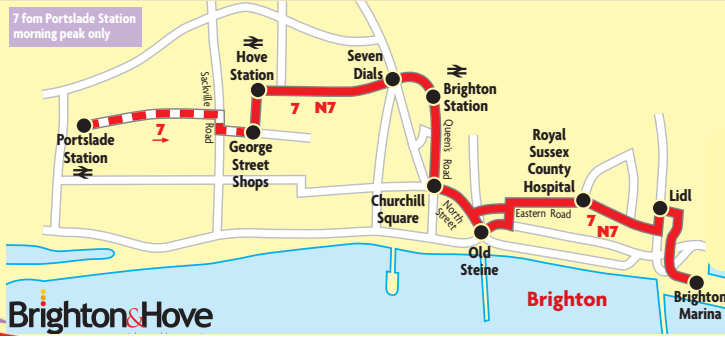 7 fom Portslade Station
morning peak only
Hove
Station
Seven
Dials
Brighton
Station
Sackville
Road
7 N7
7
Portslade
Station
George
Street
Shops
Queen's Road
Royal
Sussex
County
Hospital
Churchill
Square
North
Street
Eastern Road
Lidl
7
N7
Old
Steine
Brighton
Brighton
Marina
Brighton&Hove